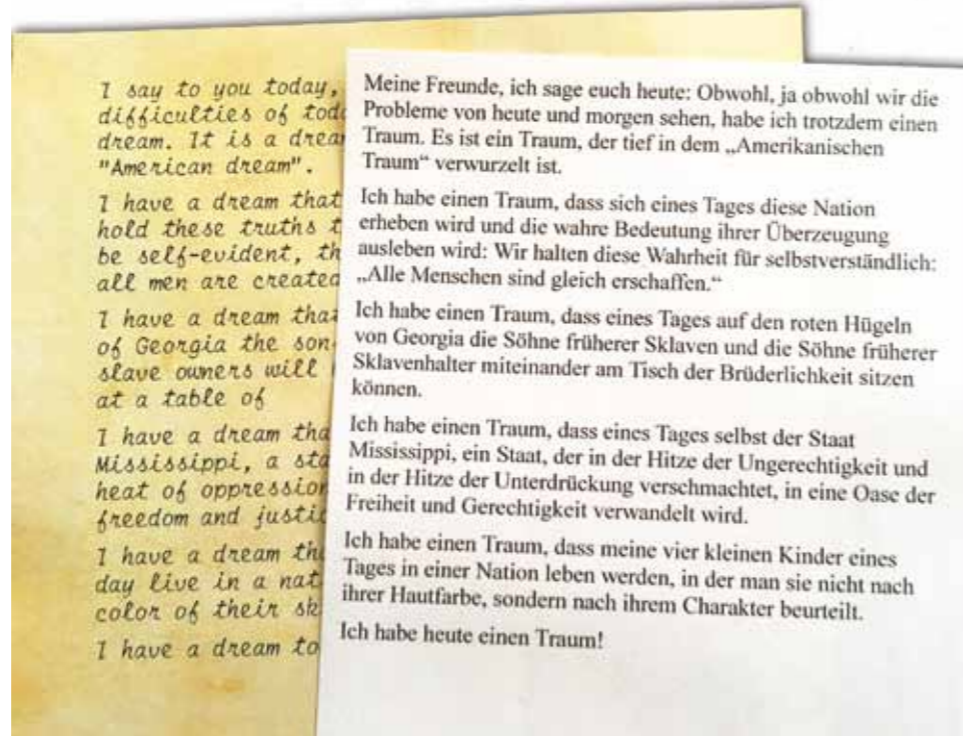 I say to you today,
difficulties of tod
dream. It is a drea
"American dream".
I have a dream that
hold these truths t
be self-evident, th
all men are created
I have a dream that
of Georgia the son
slave owners will
at a table of
I have a dream tha
Mississippi, a sta
heat of oppression
freedom and justic
I have a dream th
day live in a nat
color of their sk
I have a dream to
Meine Freunde, ich sage euch heute: Obwohl, ja obwohl wir die
Probleme von heute und morgen sehen, habe ich trotzdem einen
Traum. Es ist ein Traum, der tief in dem „Amerikanischen
Traum“ verwurzelt ist.
Ich habe einen Traum, dass sich eines Tages diese Nation
erheben wird und die wahre Bedeutung ihrer Überzeugung
ausleben wird: Wir halten diese Wahrheit für selbstverständlich:
„Alle Menschen sind gleich erschaffen.“
Ich habe einen Traum, dass eines Tages auf den roten Hügeln
von Georgia die Söhne früherer Sklaven und die Söhne früherer
Sklavenhalter miteinander am Tisch der Brüderlichkeit sitzen
können.
Ich habe einen Traum, dass eines Tages selbst der Staat
Mississippi, ein Staat, der in der Hitze der Ungerechtigkeit und
in der Hitze der Unterdrückung verschmachtet, in eine Oase der
Freiheit und Gerechtigkeit verwandelt wird.
Ich habe einen Traum, dass meine vier kleinen Kinder eines
Tages in einer Nation leben werden, in der man sie nicht nach
ihrer Hautfarbe, sondern nach ihrem Charakter beurteilt.
Ich habe heute einen Traum!